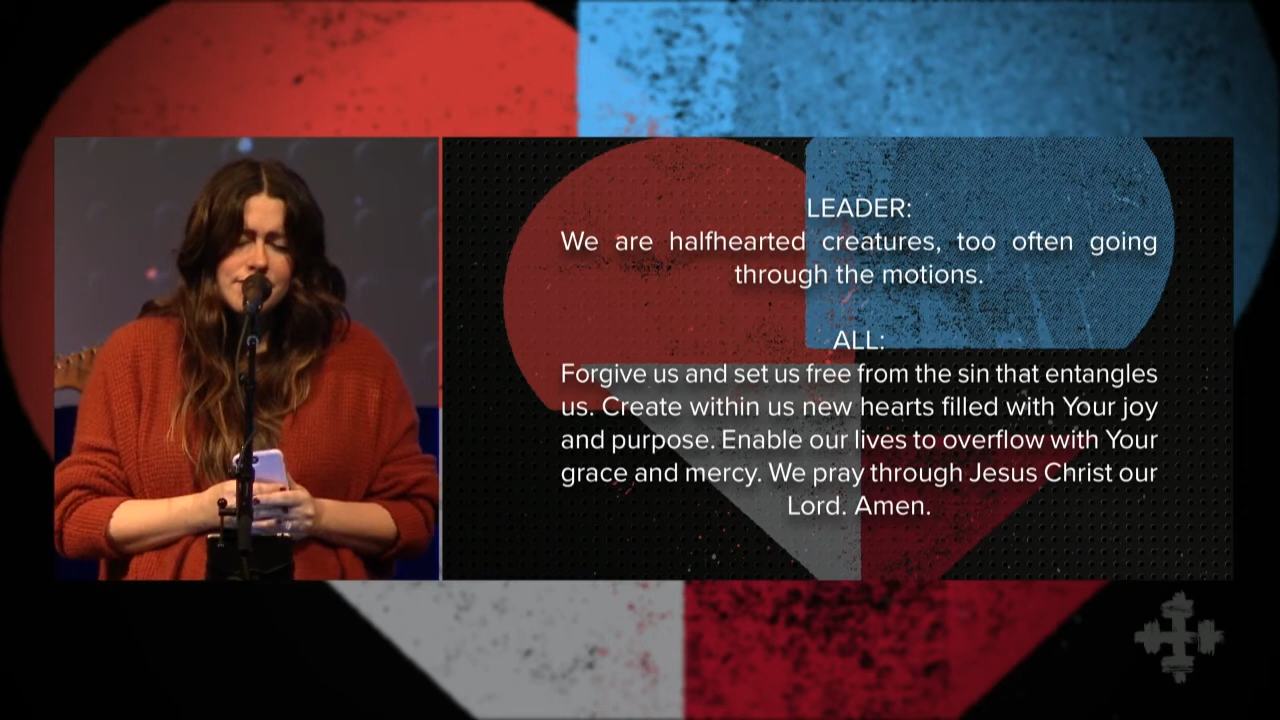 LEADER:
We are halfhearted creatures, too often going
through the motions.
ALL:
Forgive us and set us free from the sin that entangles
us. Create within us new hearts filled with Your joy
and purpose. Enable our lives to overflow with Your
grace and mercy. We pray through Jesus Christ our
Lord. Amen.